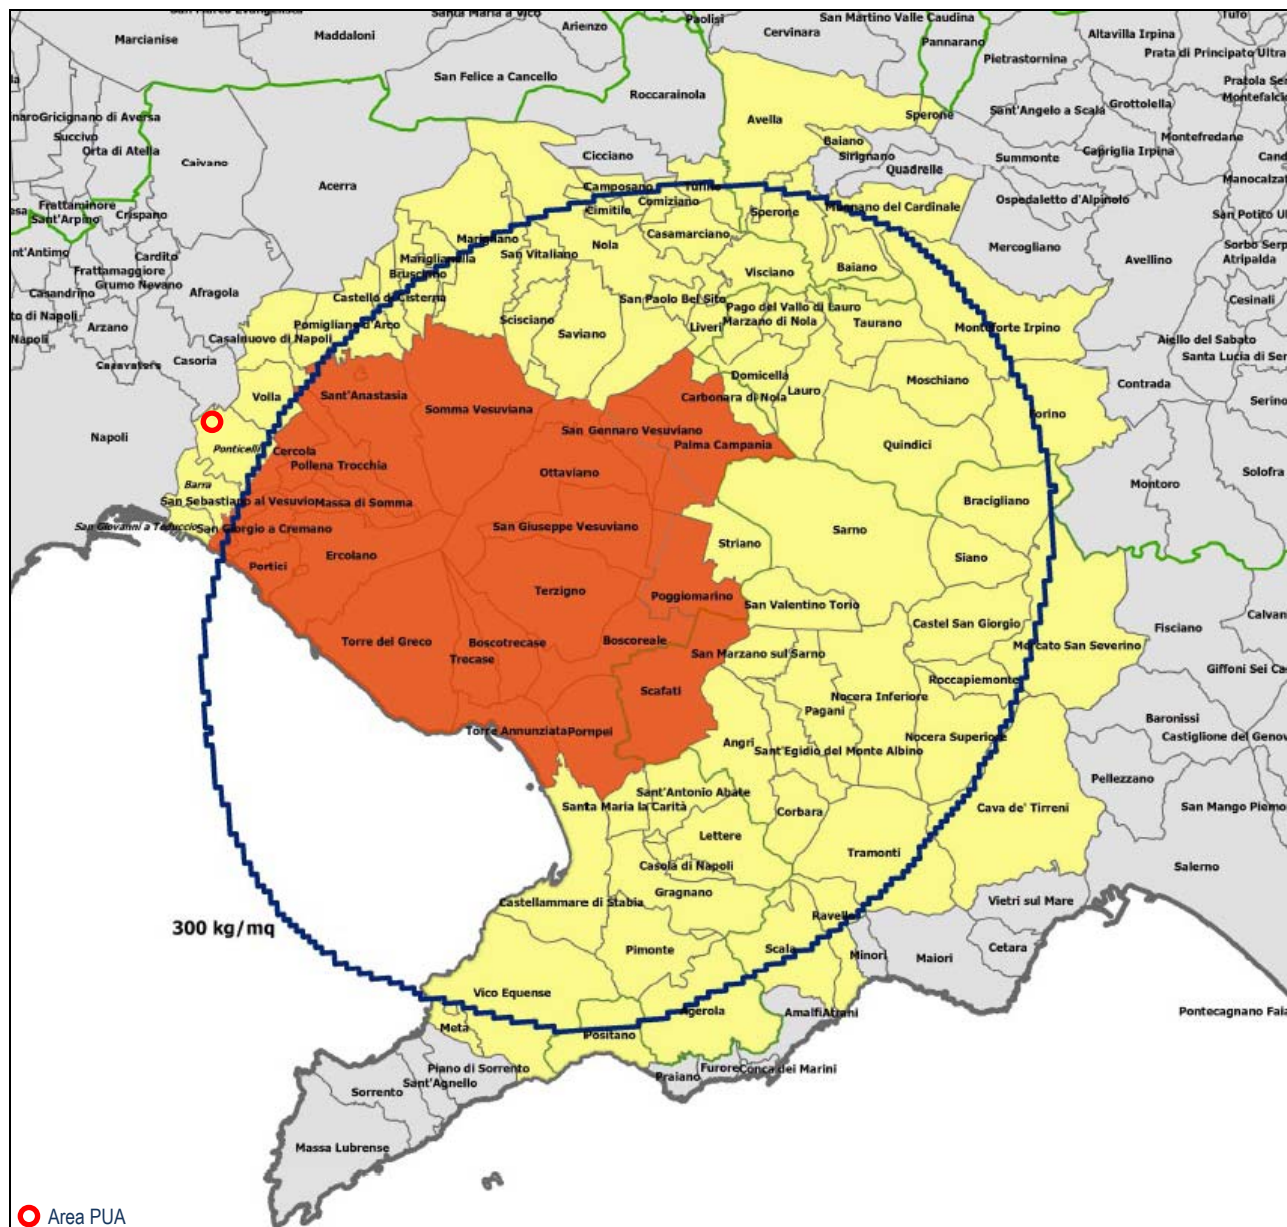 Santa Maria a Vico
Arienzo
Paolisi
San Martino Valle Caudina
Tufo
Marcianise
Maddaloni
Cervinara
Pannarano
Altavilla Irpina
Prata di Principato Ultra
Pietrastornina
San Felice a Cancello
Roccarainola
Sant'Angelo a Scala
Grottolella
Montefredane
Gricignano di Aversa
Succivo
Orta di Atella
Caivano
Avella
Sperone
Baiano
Sirignano
Quadrelle
Summonte
Capriglia Irpina
Cicciano
Acerra
Camposano
Cimitile
Comiziano
Sperone
Mugnano del Cardinale
Ospedaletto d'Alpinolo
Frattaminore
Sant'Arpino
Crispano
Cardito
Frattamaggiore
Grumo Nevano
Casandrino
Arzano
Afragola
Casoria
Casavatore
Marigliano
Mariglianella
Brusciano
San Vitaliano
Nola
Casamarciano
Visciano
Baiano
Mercogliano
Avellino
Atripalda
Cesinali
Castello di Cisterna
Pomigliano d'Arco
Casalnuovo di Napoli
Scisciano
Saviano
San Paolo Bel Sito
Liveri
Pago del Vallo di Lauro
Marzano di Nola
Taurano
Monteforte Irpino
Aiello del Sabato
Contrada
Volla
Sant'Anastasia
Somma Vesuviana
Domicella
Carbonara di Nola
Lauro
Moschiano
Forino
Napoli
Ponticelli
Cercola
Pollena Trocchia
San Gennaro Vesuviano
Palma Campania
Ottaviano
Quindici
Montoro
Solofra
Barra
San Sebastiano al Vesuvio
Massa di Somma
Bracigliano
San Giovanni a Teduccio
San Giorgio a Cremano
San Giuseppe Vesuviano
Striano
Sarno
Siano
Portici
Ercolano
Terzigno
Poggiomarino
San Valentino Torio
Castel San Giorgio
Fisciano
Torre del Greco
Boscotrecase
Trecase
Boscoreale
San Marzano sul Sarno
Mercato San Severino
Roccapiemonte
Scafati
Nocera Inferiore
Pagani
Baronissi
Torre Annunziata
Pompei
Angri
Sant'Egidio del Monte Albino
Nocera Superiore
Pellezzano
Sant'Antonio Abate
Santa Maria la Carità
Corbara
Cava de' Tirreni
Lettere
Tramonti
Casola di Napoli
Gragnano
Salerno
Castellammare di Stabia
Ravello
Vietri sul Mare
300 kg/mq
Pimonte
Scala
Minori
Maiori
Cetara
Vico Equense
Agerola
Amalfi
Atrani
Meta
Positano
Piano di Sorrento
Sant'Agnello
Sorrento
Praiano
Furore
Conca dei Marini
Massa Lubrense
Area PUA